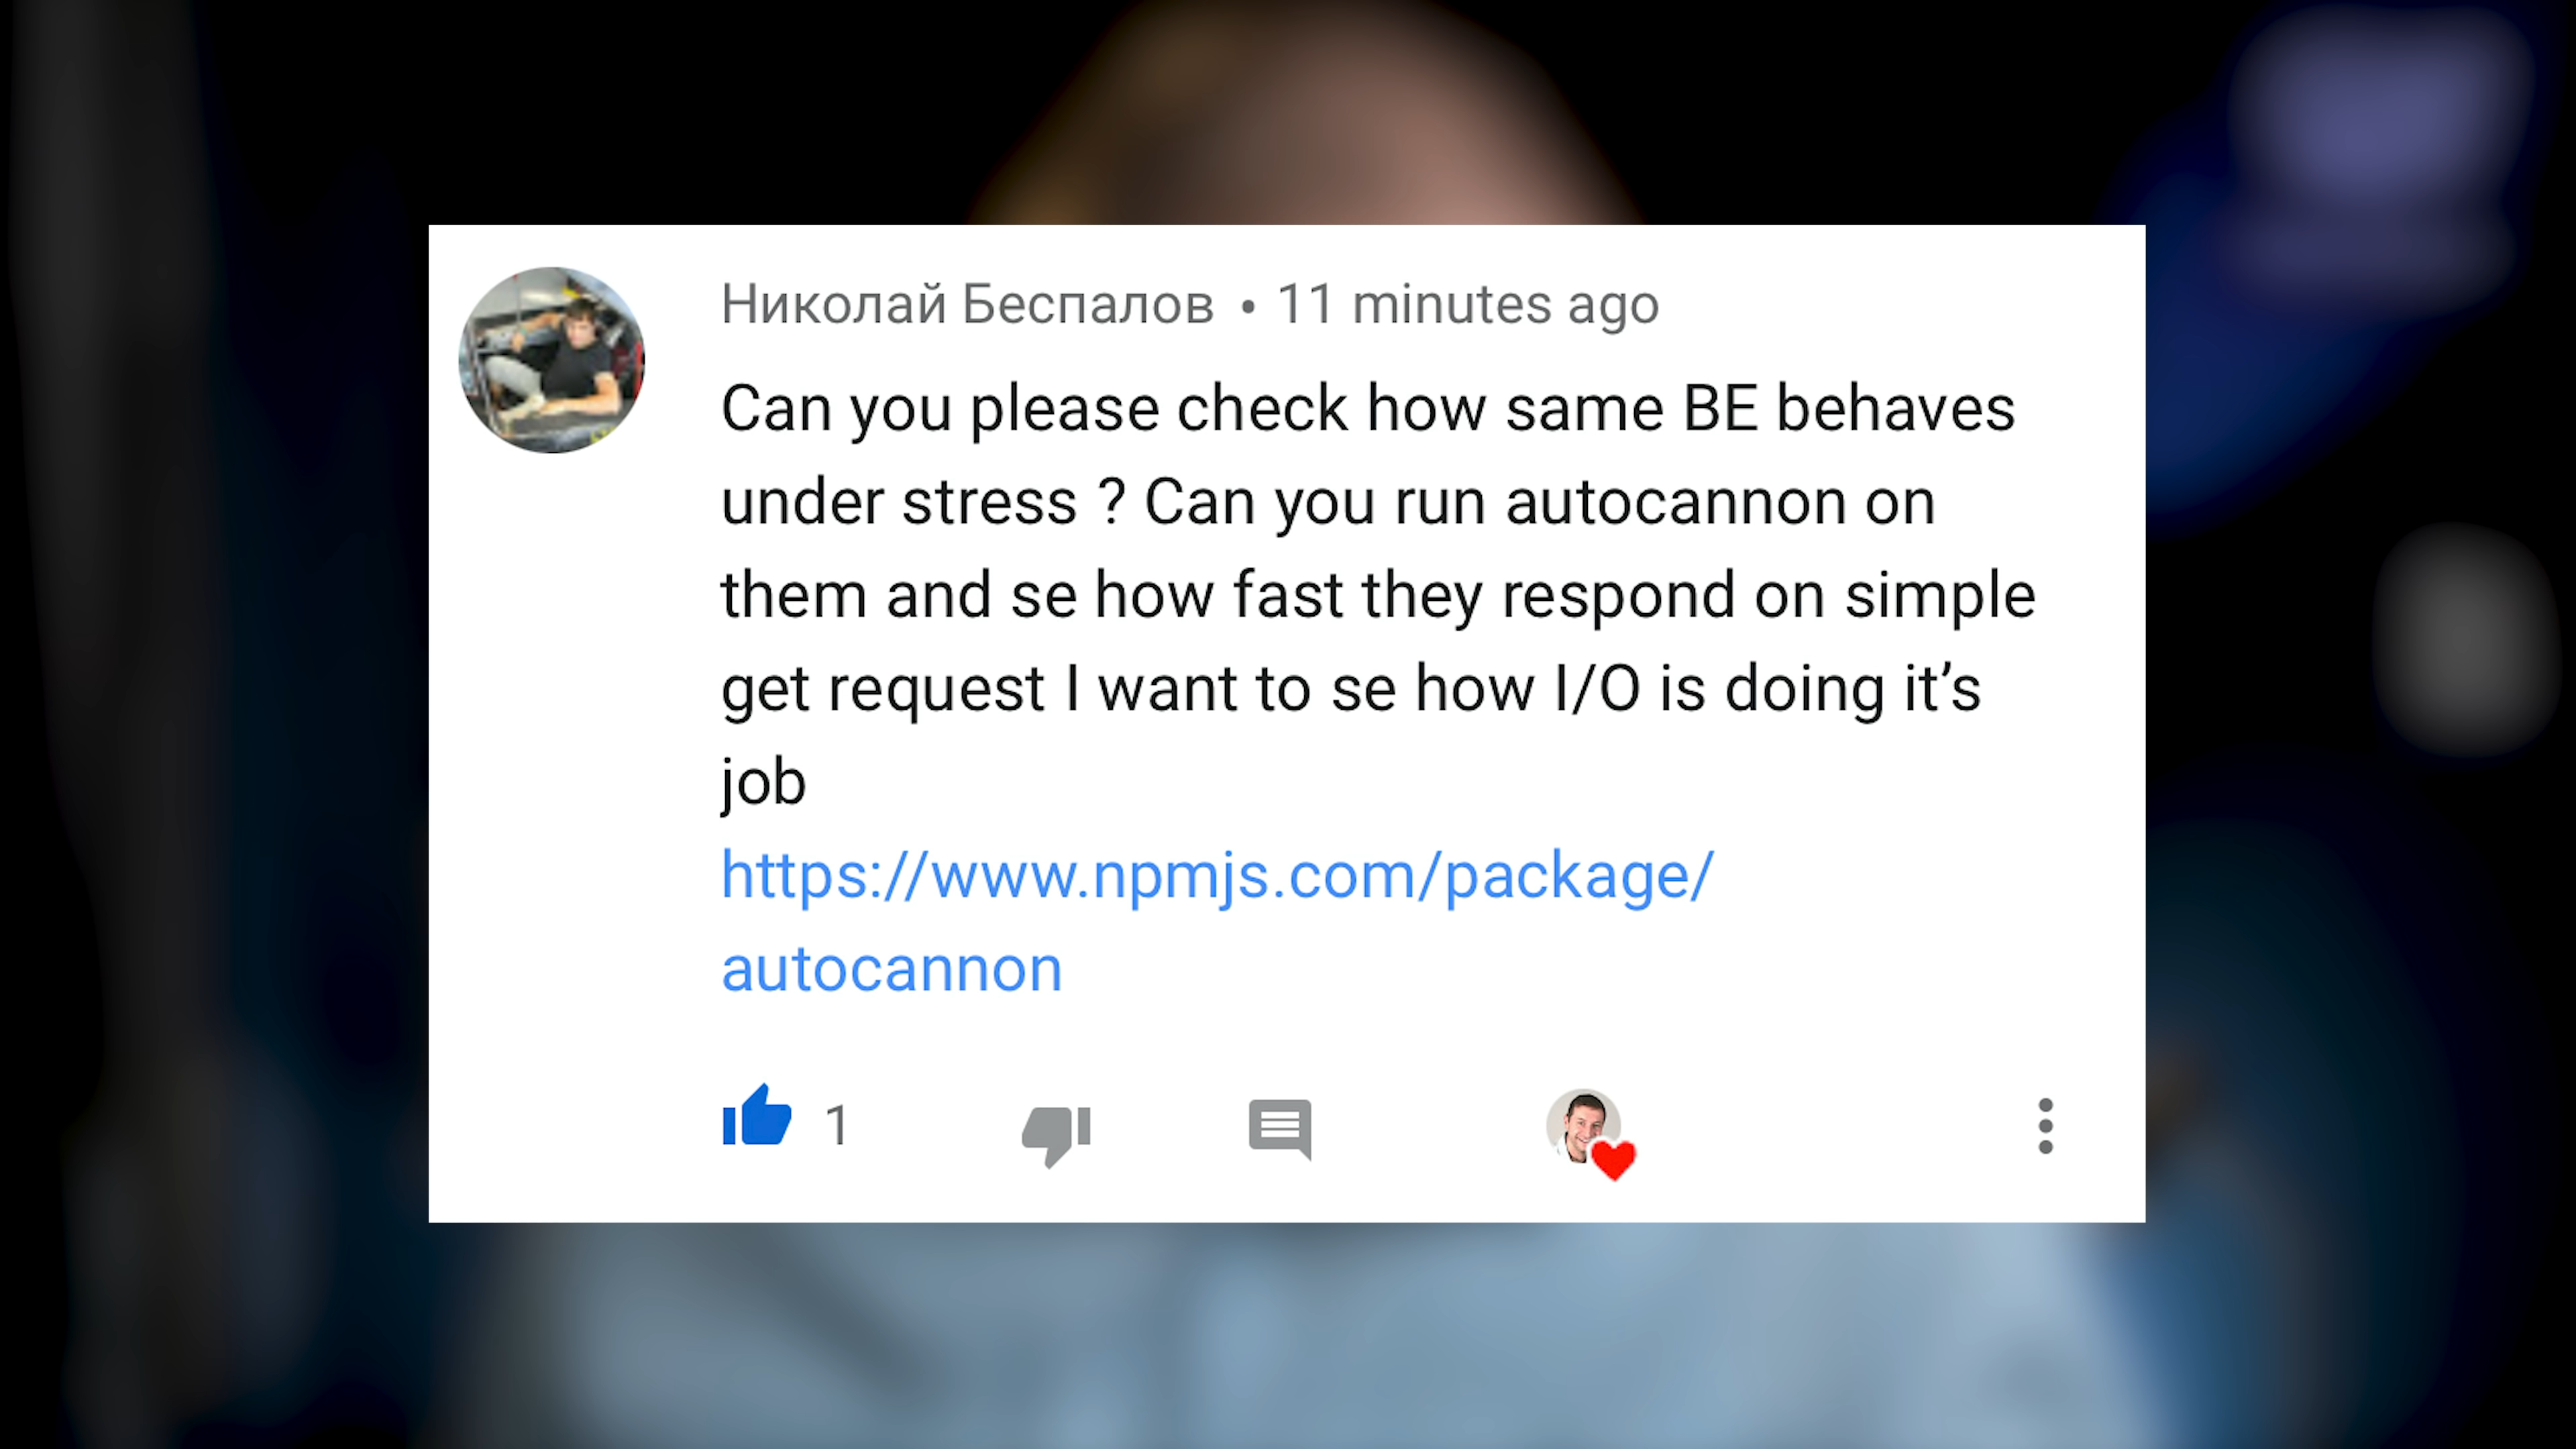 Николай Беспалов • 11 minutes ago
Can you please check how same BE behaves
under stress ? Can you run autocannon on
them and se how fast they respond on simple
get request I want to se how I/O is doing it’s
job
https://www.npmjs.com/package/
autocannon
1